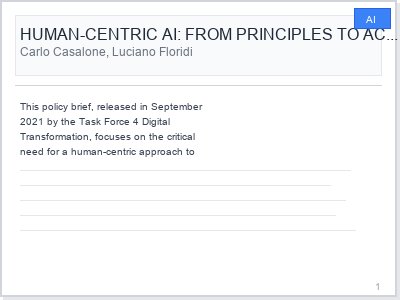 AI
HUMAN-CENTRIC AI: FROM PRINCIPLES TO AC...
Carlo Casalone, Luciano Floridi
This policy brief, released in September
2021 by the Task Force 4 Digital
Transformation, focuses on the critical
need for a human-centric approach to
1